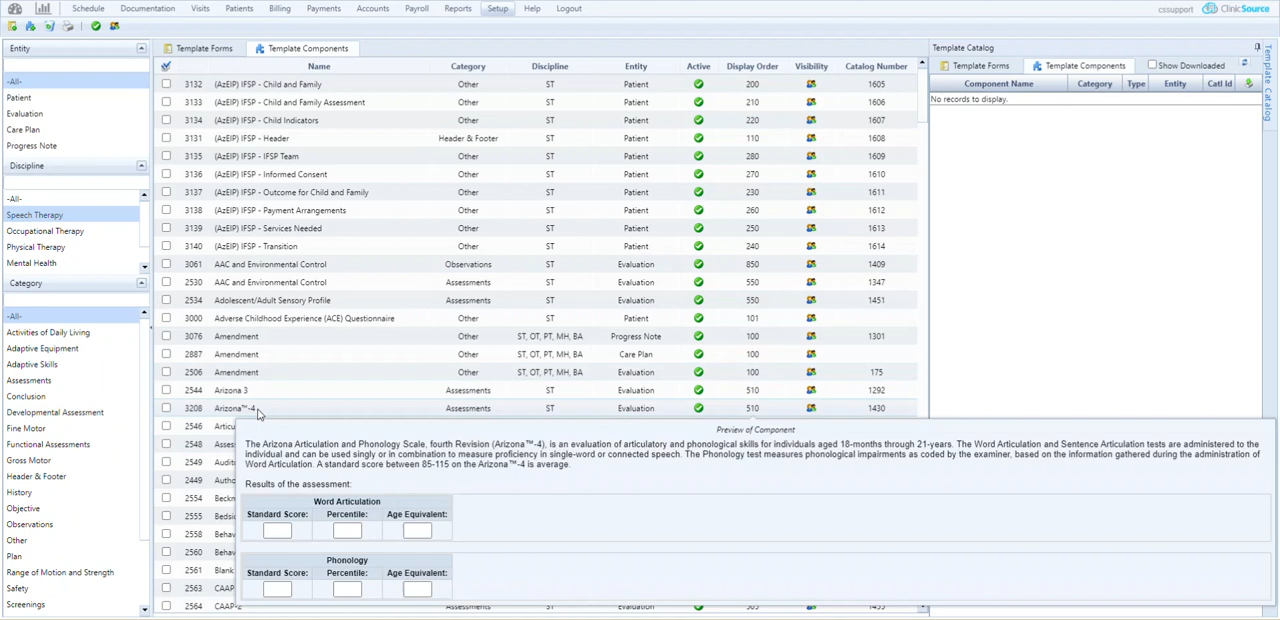 Schedule Documentation Visits Patients Billing Payments Accounts Payroll Reports Setup Help Logout cssupport ClinicSource
Entity
-All-
Patient
Evaluation
Care Plan
Progress Note
Discipline
-All-
Speech Therapy
Occupational Therapy
Physical Therapy
Mental Health
Category
-All-
Activities of Daily Living
Adaptive Equipment
Adaptive Skills
Assessments
Conclusion
Developmental Assessment
Fine Motor
Functional Assessments
Gross Motor
Header & Footer
History
Objective
Observations
Other
Plan
Range of Motion and Strength
Safety
Screenings
Template Forms Template Components
Name Category Discipline Entity Active Display Order Visibility Catalog Number
3132 (AzEIP) IFSP - Child and Family Other ST Patient 200 1605
3133 (AzEIP) IFSP - Child and Family Assessment Other ST Patient 210 1606
3134 (AzEIP) IFSP - Child Indicators Other ST Patient 220 1607
3131 (AzEIP) IFSP - Header Header & Footer ST Patient 110 1608
3135 (AzEIP) IFSP - IFSP Team Other ST Patient 280 1609
3136 (AzEIP) IFSP - Informed Consent Other ST Patient 270 1610
3137 (AzEIP) IFSP - Outcome for Child and Family Other ST Patient 230 1611
3138 (AzEIP) IFSP - Payment Arrangements Other ST Patient 260 1612
3139 (AzEIP) IFSP - Services Needed Other ST Patient 250 1613
3140 (AzEIP) IFSP - Transition Other ST Patient 240 1614
3061 AAC and Environmental Control Observations ST Evaluation 850 1409
2530 AAC and Environmental Control Assessments ST Evaluation 550 1347
2534 Adolescent/Adult Sensory Profile Assessments ST Evaluation 550 1451
3000 Adverse Childhood Experience (ACE) Questionnaire Other ST Patient 101
3076 Amendment Other ST, OT, PT, MH, BA Progress Note 100 1301
2887 Amendment Other ST, OT, PT, MH, BA Care Plan 100
2506 Amendment Other ST, OT, PT, MH, BA Evaluation 100 175
2544 Arizona 3 Assessments ST Evaluation 510 1292
3208 Arizona™-4 Assessments ST Evaluation 510 1430
2546 Articu
2548 Asses
2549 Auditi
2449 Autho
2554 Beckm
2555 Bedsi
2558 Behav
2560 Behav
2561 Blank
2563 CAAP
2564 CAAP-2 Assessments ST Evaluation
Preview of Component
The Arizona Articulation and Phonology Scale, fourth Revision (Arizona™-4), is an evaluation of articulatory and phonological skills for individuals aged 18-months through 21-years. The Word Articulation and Sentence Articulation tests are administered to the
individual and can be used singly or in combination to measure proficiency in single-word or connected speech. The Phonology test measures phonological impairments as coded by the examiner, based on the information gathered during the administration of
Word Articulation. A standard score between 85-115 on the Arizona™-4 is average.
Results of the assessment:
Word Articulation
Standard Score: Percentile: Age Equivalent:
Phonology
Standard Score: Percentile: Age Equivalent:
Template Catalog
Template Forms Template Components Show Downloaded
Component Name Category Type Entity Catl Id
No records to display.
Template Catalog